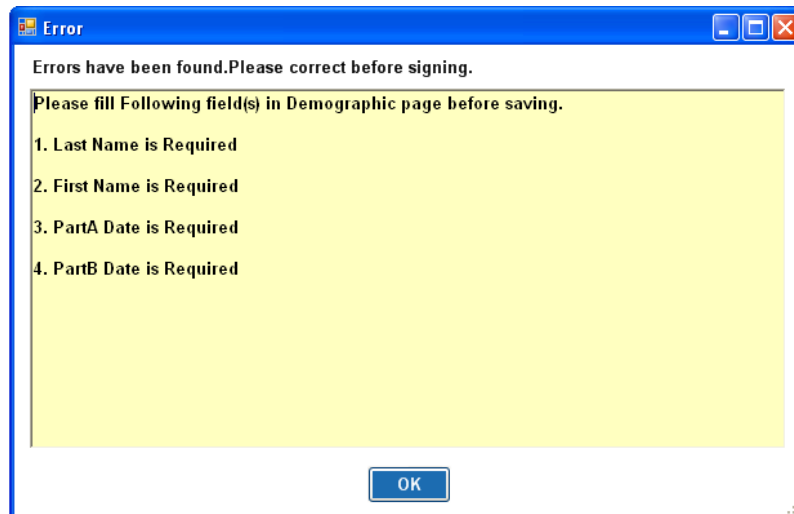 Error
Errors have been found.Please correct before signing.
Please fill Following field(s) in Demographic page before saving.
1. Last Name is Required
2. First Name is Required
3. PartA Date is Required
4. PartB Date is Required
OK